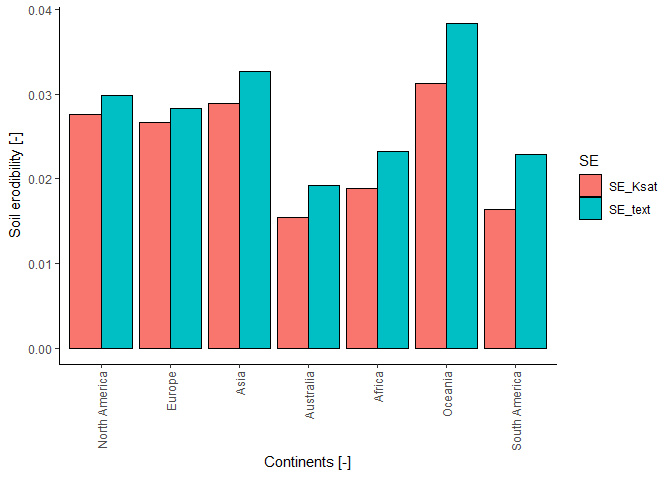 0.04
0.03
0.02
0.01
0.00
Soil erodibility [-]
North America
Europe
Asia
Australia
Africa
Oceania
South America
Continents [-]
SE
SE_Ksat
SE_text